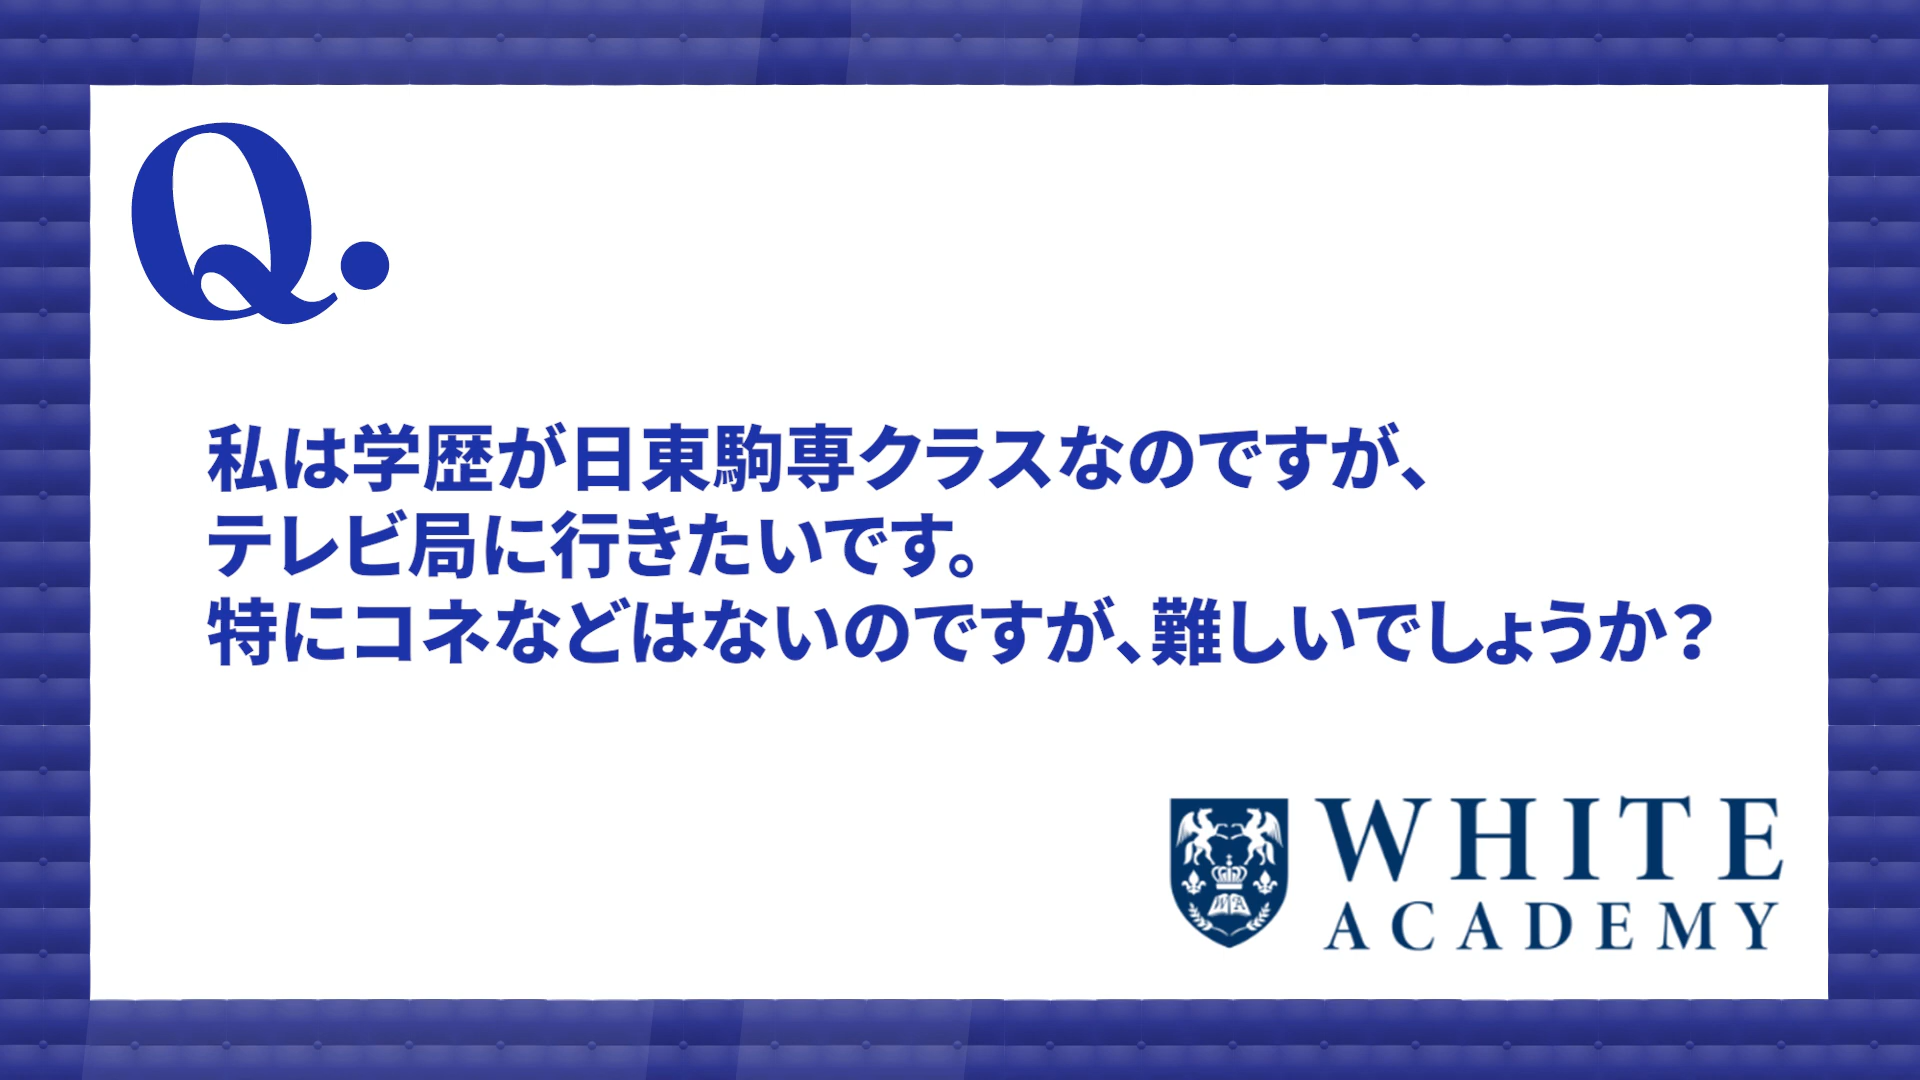 Q.
私は学歴が日東駒専クラスなのですが、
テレビ局に行きたいです。
特にコネなどはないのですが、難しいでしょうか？
WHITE
ACADEMY